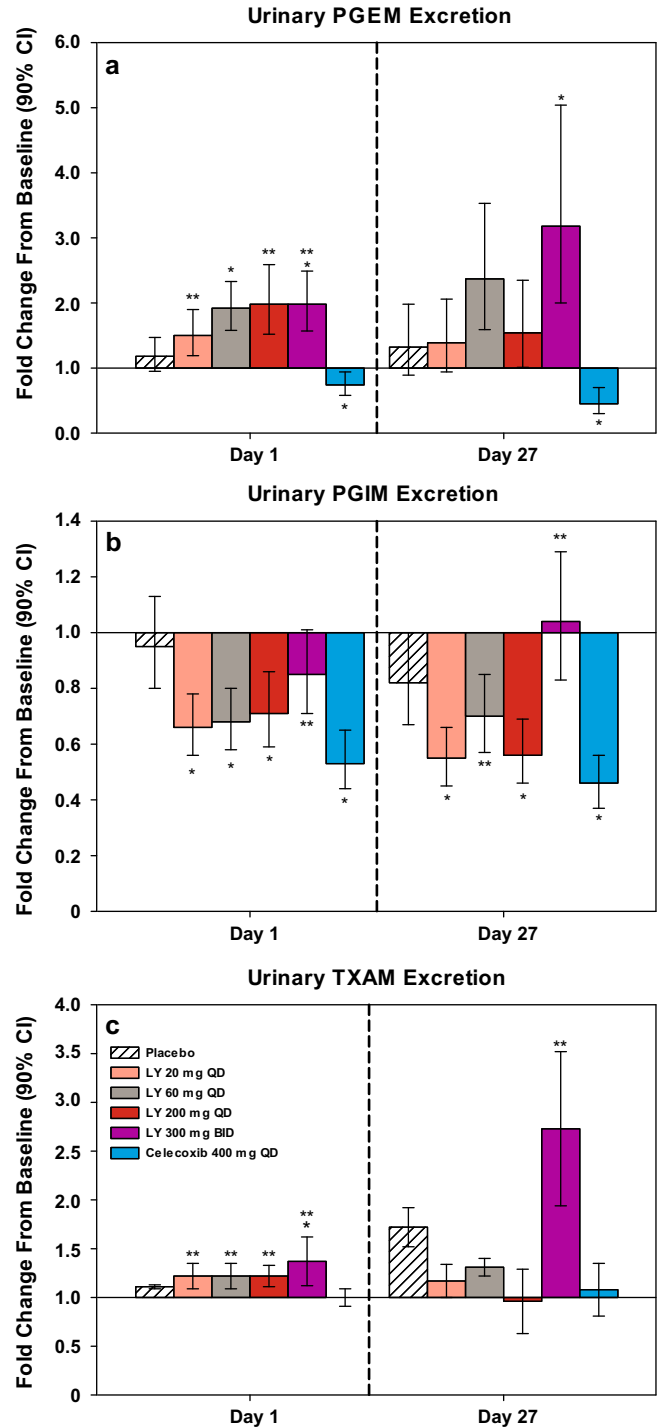 Urinary PGEM Excretion
a
Fold Change From Baseline (90% CI)
6.0
5.0
4.0
3.0
2.0
1.0
0.0
*
**
*
**
**
*
*
*
Day 1
Day 27
Urinary PGIM Excretion
b
Fold Change From Baseline (90% CI)
1.4
1.2
1.0
0.8
0.6
0.4
0.2
0
**
*
*
*
**
*
*
**
*
*
Day 1
Day 27
Urinary TXAM Excretion
c
Fold Change From Baseline (90% CI)
4.0
3.5
3.0
2.5
2.0
1.5
1.0
0.5
0
Placebo
LY 20 mg QD
LY 60 mg QD
LY 200 mg QD
LY 300 mg BID
Celecoxib 400 mg QD
**
**
**
**
**
*
Day 1
Day 27